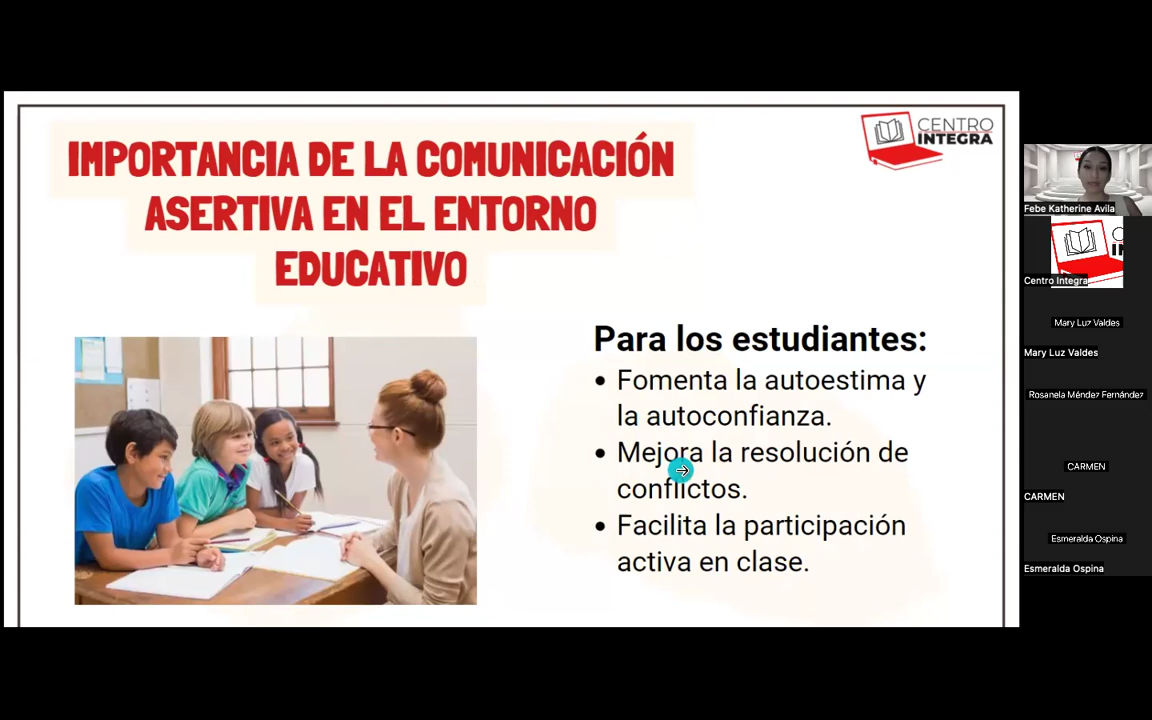 IMPORTANCIA DE LA COMUNICACIÓN
ASERTIVA EN EL ENTORNO
EDUCATIVO
CENTRO
INTEGRA
Para los estudiantes:
• Fomenta la autoestima y
la autoconfianza.
• Mejora la resolución de
conflictos.
• Facilita la participación
activa en clase.
Febe Katherine Avila
Centro Integra
Mary Luz Valdes
Mary Luz Valdes
Rosanela Méndez Fernández
CARMEN
CARMEN
Esmeralda Ospina
Esmeralda Ospina